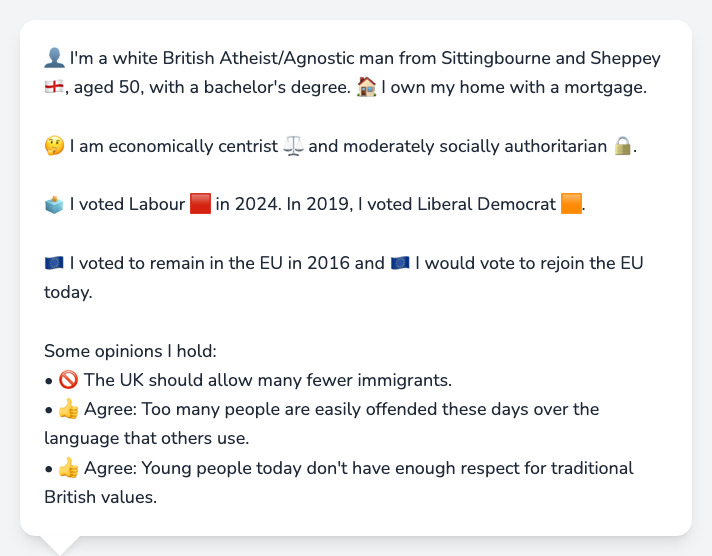 👤 I'm a white British Atheist/Agnostic man from Sittingbourne and Sheppey
🏴󠁧󠁢󠁥󠁮󠁧󠁿, aged 50, with a bachelor's degree. 🏠 I own my home with a mortgage.
🤔 I am economically centrist ⚖️ and moderately socially authoritarian 🔒.
🗳️ I voted Labour 🟥 in 2024. In 2019, I voted Liberal Democrat 🟧.
🇪🇺 I voted to remain in the EU in 2016 and 🇪🇺 I would vote to rejoin the EU
today.
Some opinions I hold:
• 🚫 The UK should allow many fewer immigrants.
• 👍 Agree: Too many people are easily offended these days over the
language that others use.
• 👍 Agree: Young people today don't have enough respect for traditional
British values.